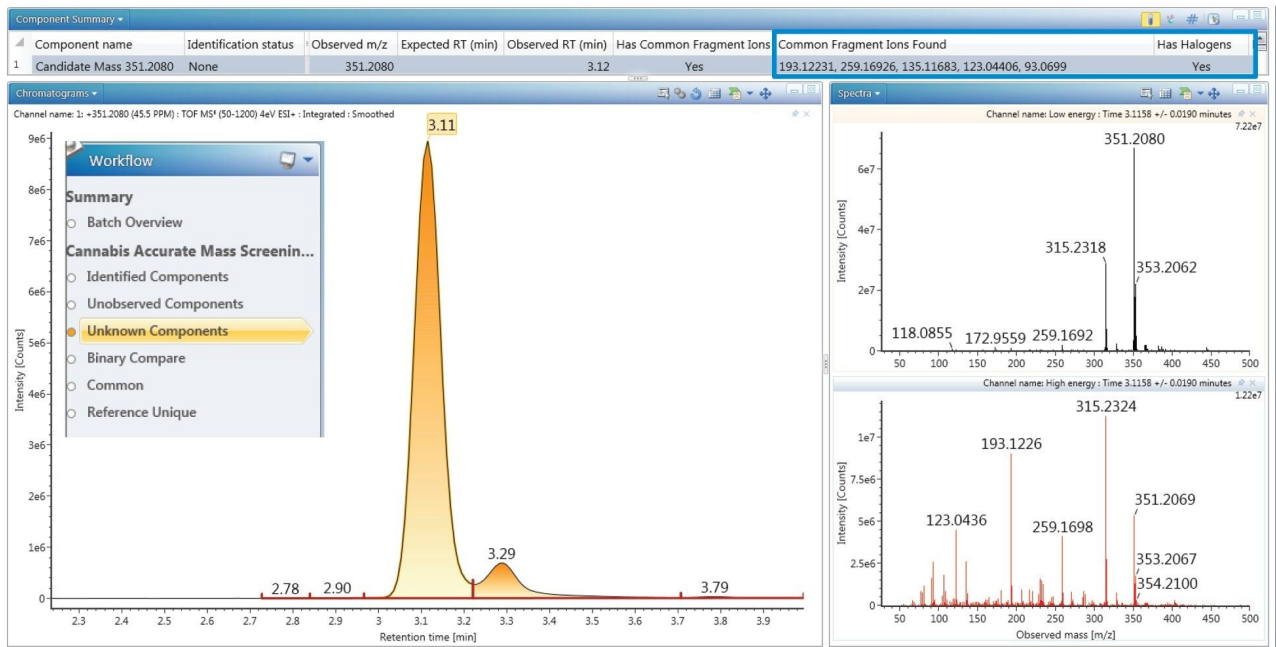 Component Summary
Component name Identification status Observed m/z Expected RT (min) Observed RT (min) Has Common Fragment Ions Common Fragment Ions Found Has Halogens
1 Candidate Mass 351.2080 None 351.2080 3.12 Yes 193.12231, 259.16926, 135.11683, 123.04406, 93.0699 Yes
Chromatograms
Channel name: 1: +351.2080 (45.5 PPM) : TOF MSᴱ (50-1200) 4eV ESI+ : Integrated : Smoothed
3.11
9e6
8e6
7e6
6e6
5e6
4e6
3e6
2e6
1e6
0
Intensity [Counts]
Workflow
Summary
Batch Overview
Cannabis Accurate Mass Screenin...
Identified Components
Unobserved Components
Unknown Components
Binary Compare
Common
Reference Unique
2.78 2.90 3.29 3.79
2.3 2.4 2.5 2.6 2.7 2.8 2.9 3 3.1 3.2 3.3 3.4 3.5 3.6 3.7 3.8 3.9
Retention time [min]
Spectra
Channel name: Low energy : Time 3.1158 +/- 0.0190 minutes
7.22e7
351.2080
6e7
4e7
2e7
0
Intensity [Counts]
315.2318
353.2062
118.0855 172.9559 259.1692
50 100 150 200 250 300 350 400 450 500
Channel name: High energy : Time 3.1158 +/- 0.0190 minutes
1.22e7
315.2324
1e7
7.5e6
5e6
2.5e6
0
Intensity [Counts]
193.1226
351.2069
123.0436
259.1698
353.2067
354.2100
50 100 150 200 250 300 350 400 450 500
Observed mass [m/z]